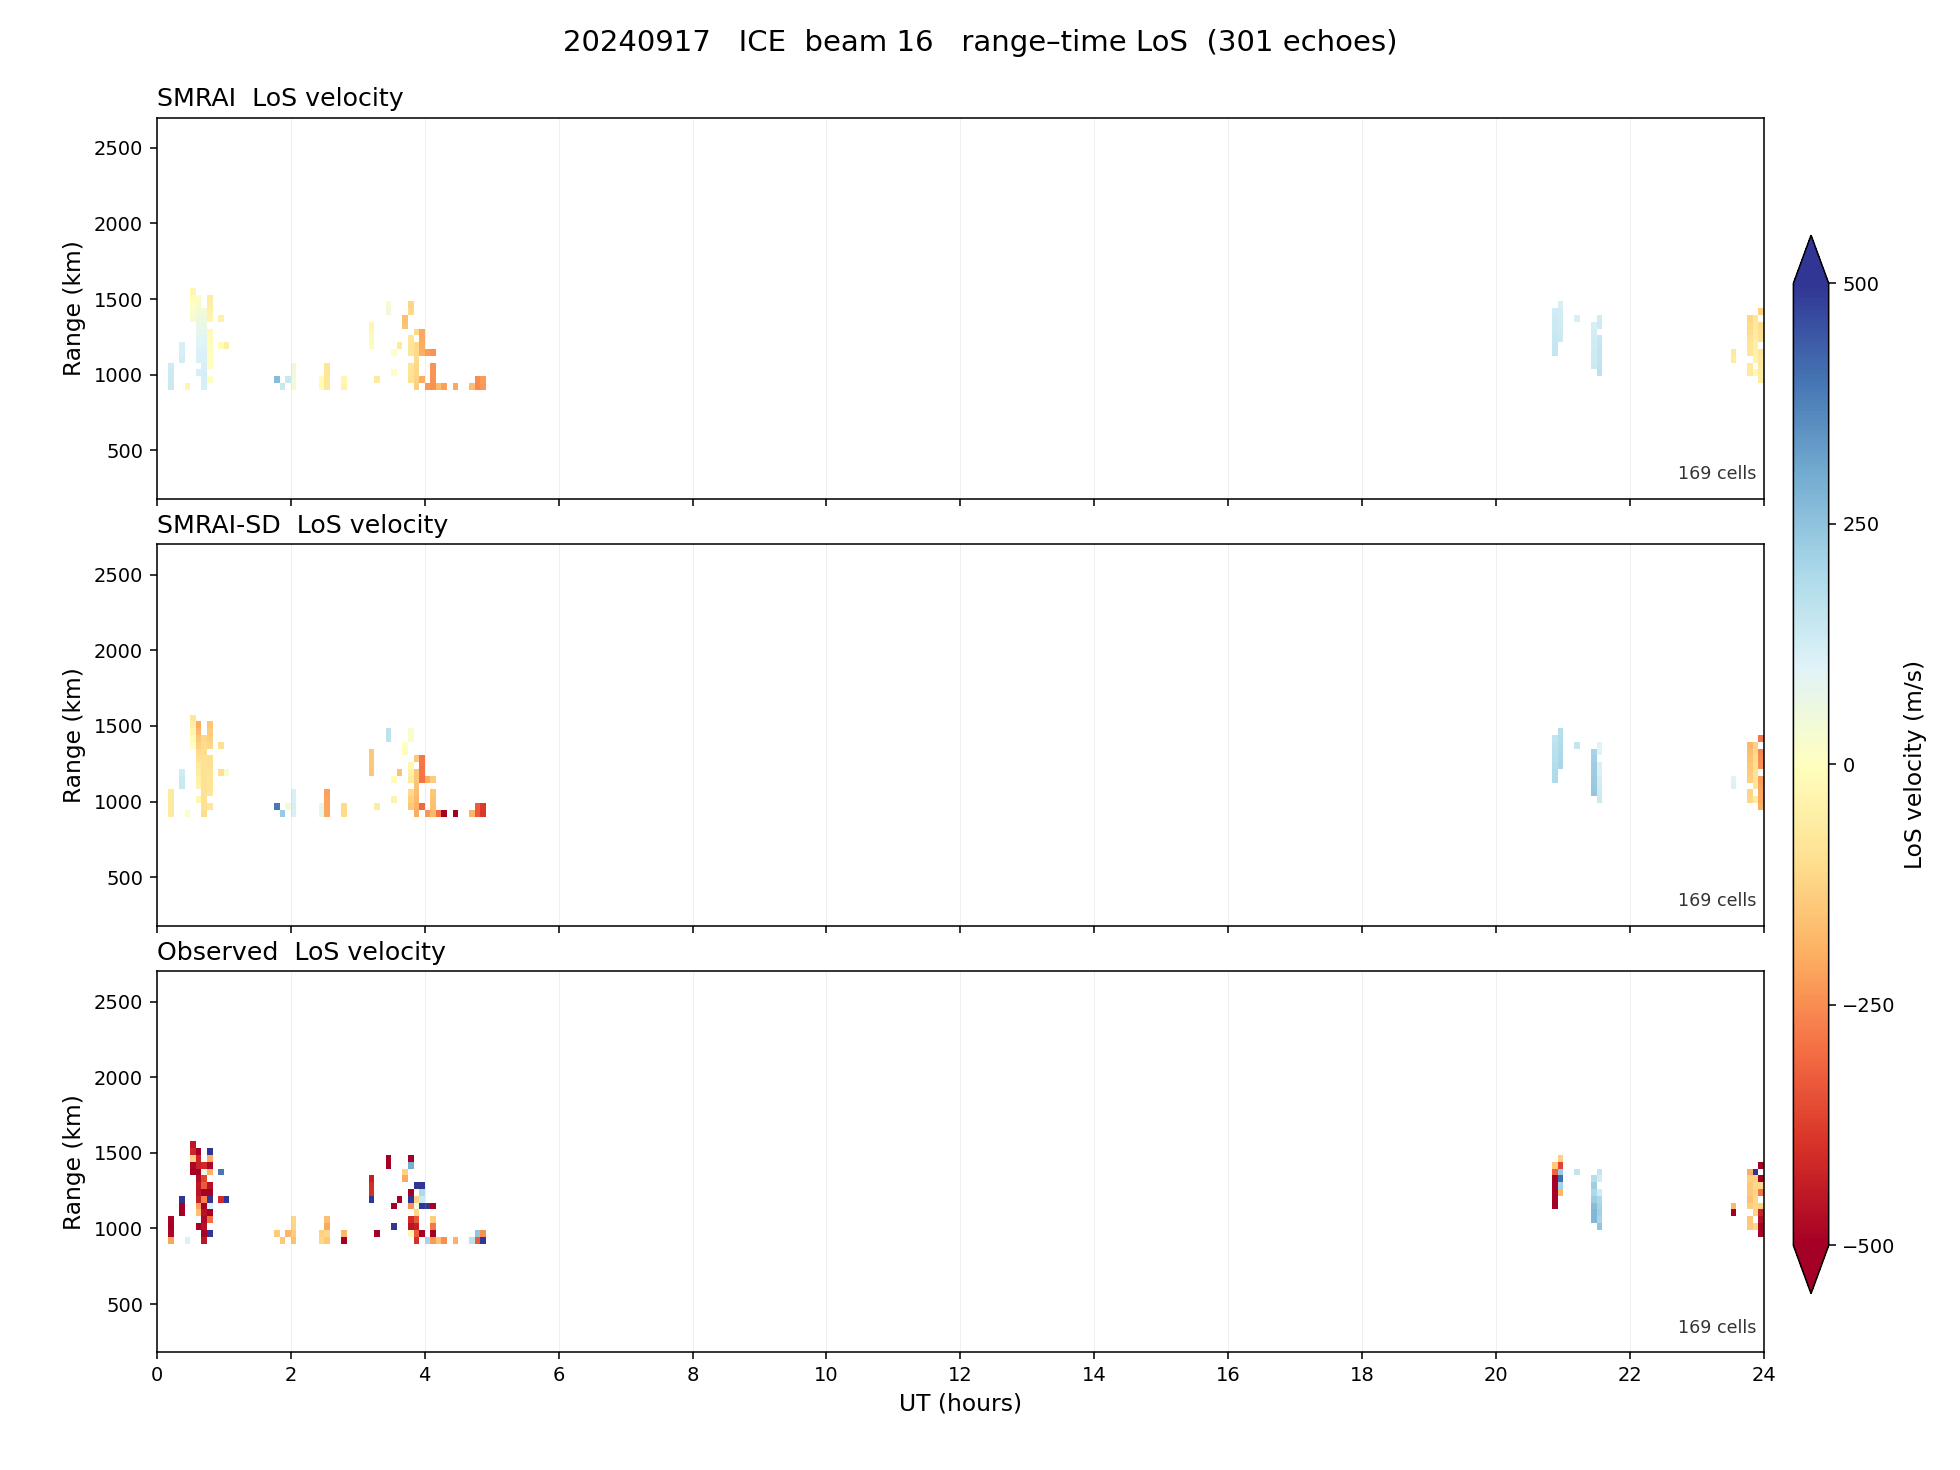 20240917   ICE  beam 16   range–time LoS  (301 echoes)
SMRAI  LoS velocity
2500
2000
1500
1000
500
Range (km)
169 cells
SMRAI-SD  LoS velocity
2500
2000
1500
1000
500
Range (km)
169 cells
Observed  LoS velocity
2500
2000
1500
1000
500
Range (km)
169 cells
0 2 4 6 8 10 12 14 16 18 20 22 24
UT (hours)
500
250
0
−250
−500
LoS velocity (m/s)